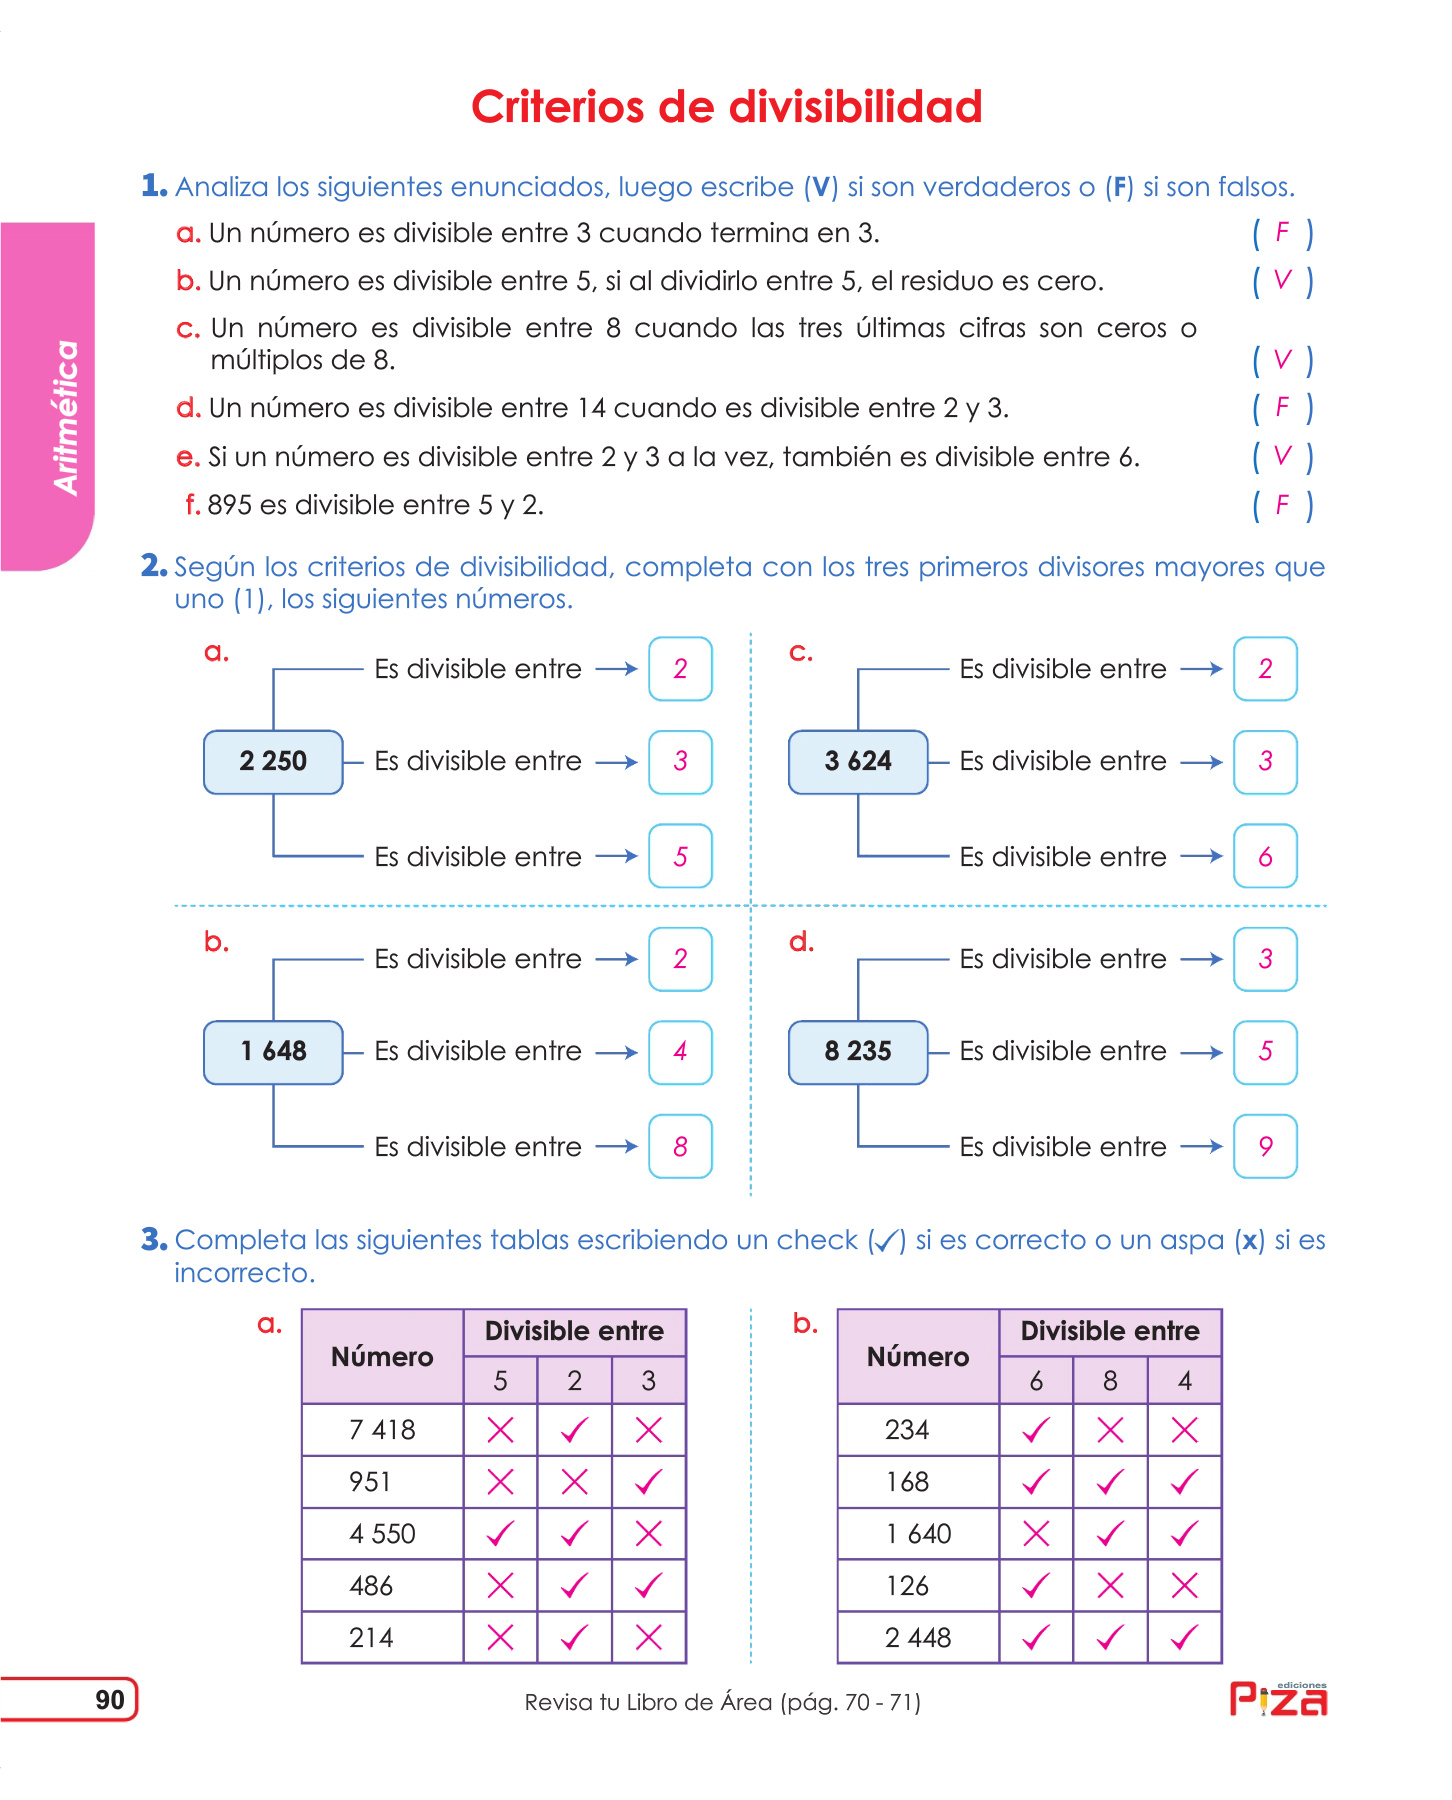 Criterios de divisibilidad
1. Analiza los siguientes enunciados, luego escribe (V) si son verdaderos o (F) si son falsos.
a. Un número es divisible entre 3 cuando termina en 3. ( F )
b. Un número es divisible entre 5, si al dividirlo entre 5, el residuo es cero. ( V )
c. Un número es divisible entre 8 cuando las tres últimas cifras son ceros o
múltiplos de 8. ( V )
d. Un número es divisible entre 14 cuando es divisible entre 2 y 3. ( F )
e. Si un número es divisible entre 2 y 3 a la vez, también es divisible entre 6. ( V )
f. 895 es divisible entre 5 y 2. ( F )
Aritmética
2. Según los criterios de divisibilidad, completa con los tres primeros divisores mayores que
uno (1), los siguientes números.
a.
Es divisible entre 2
2 250 Es divisible entre 3
Es divisible entre 5
c.
Es divisible entre 2
3 624 Es divisible entre 3
Es divisible entre 6
b.
Es divisible entre 2
1 648 Es divisible entre 4
Es divisible entre 8
d.
Es divisible entre 3
8 235 Es divisible entre 5
Es divisible entre 9
3. Completa las siguientes tablas escribiendo un check (✓) si es correcto o un aspa (x) si es
incorrecto.
a.
Número Divisible entre
5 2 3
7 418 ✗ ✓ ✗
951 ✗ ✗ ✓
4 550 ✓ ✓ ✗
486 ✗ ✓ ✓
214 ✗ ✓ ✗
b.
Número Divisible entre
6 8 4
234 ✓ ✗ ✗
168 ✓ ✓ ✓
1 640 ✗ ✓ ✓
126 ✓ ✗ ✗
2 448 ✓ ✓ ✓
90
Revisa tu Libro de Área (pág. 70 - 71)
ediciones
Piza